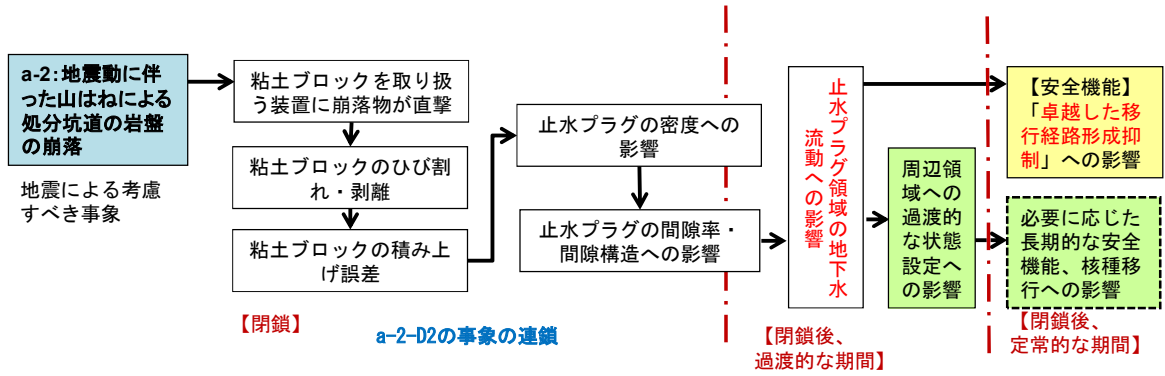 a-2:地震動に伴
った山はねによる
処分坑道の岩盤
の崩落
地震による考慮
すべき事象
粘土ブロックを取り扱
う装置に崩落物が直撃
粘土ブロックのひび割
れ・剥離
粘土ブロックの積み上
げ誤差
【閉鎖】
a-2-D2の事象の連鎖
止水プラグの密度への
影響
止水プラグの間隙率・
間隙構造への影響
止水プラグ領域の地下水
流動への影響
周辺領
域への
過渡的
な状態
設定へ
の影響
【閉鎖後、
過渡的な期間】
【安全機能】
「卓越した移
行経路形成抑
制」への影響
必要に応じた
長期的な安全
機能、核種移
行への影響
【閉鎖後、
定常的な期間】